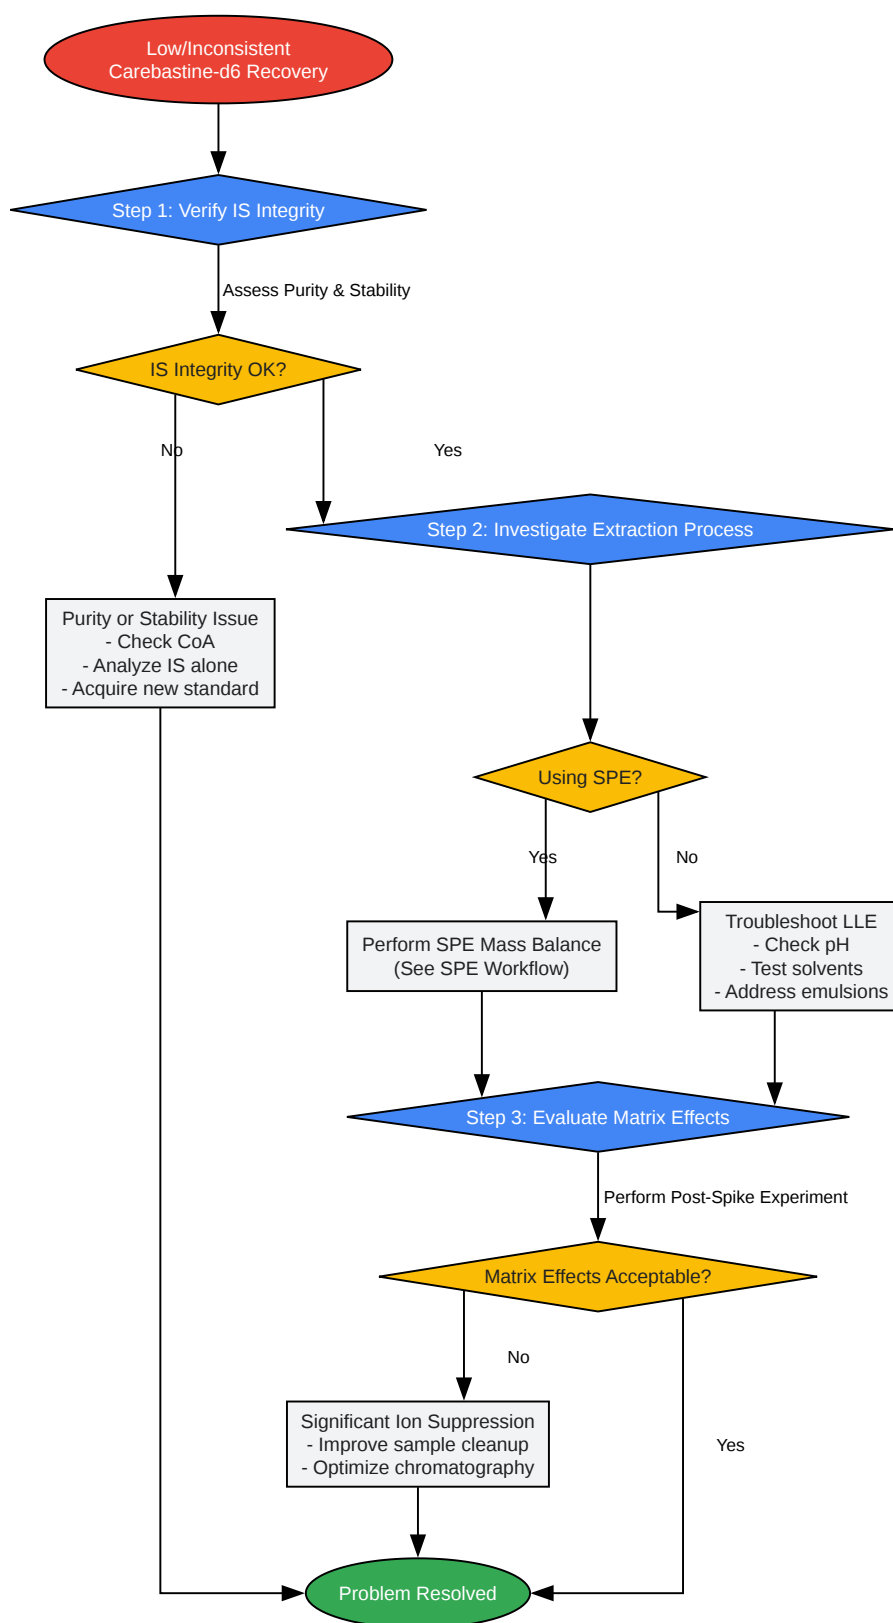 Low/Inconsistent
Carebastine-d6 Recovery
Step 1: Verify IS Integrity
Assess Purity & Stability
IS Integrity OK?
No
Yes
Step 2: Investigate Extraction Process
Purity or Stability Issue
- Check CoA
- Analyze IS alone
- Acquire new standard
Using SPE?
Yes
No
Perform SPE Mass Balance
(See SPE Workflow)
Troubleshoot LLE
- Check pH
- Test solvents
- Address emulsions
Step 3: Evaluate Matrix Effects
Perform Post-Spike Experiment
Matrix Effects Acceptable?
No
Significant Ion Suppression
- Improve sample cleanup
- Optimize chromatography
Yes
Problem Resolved